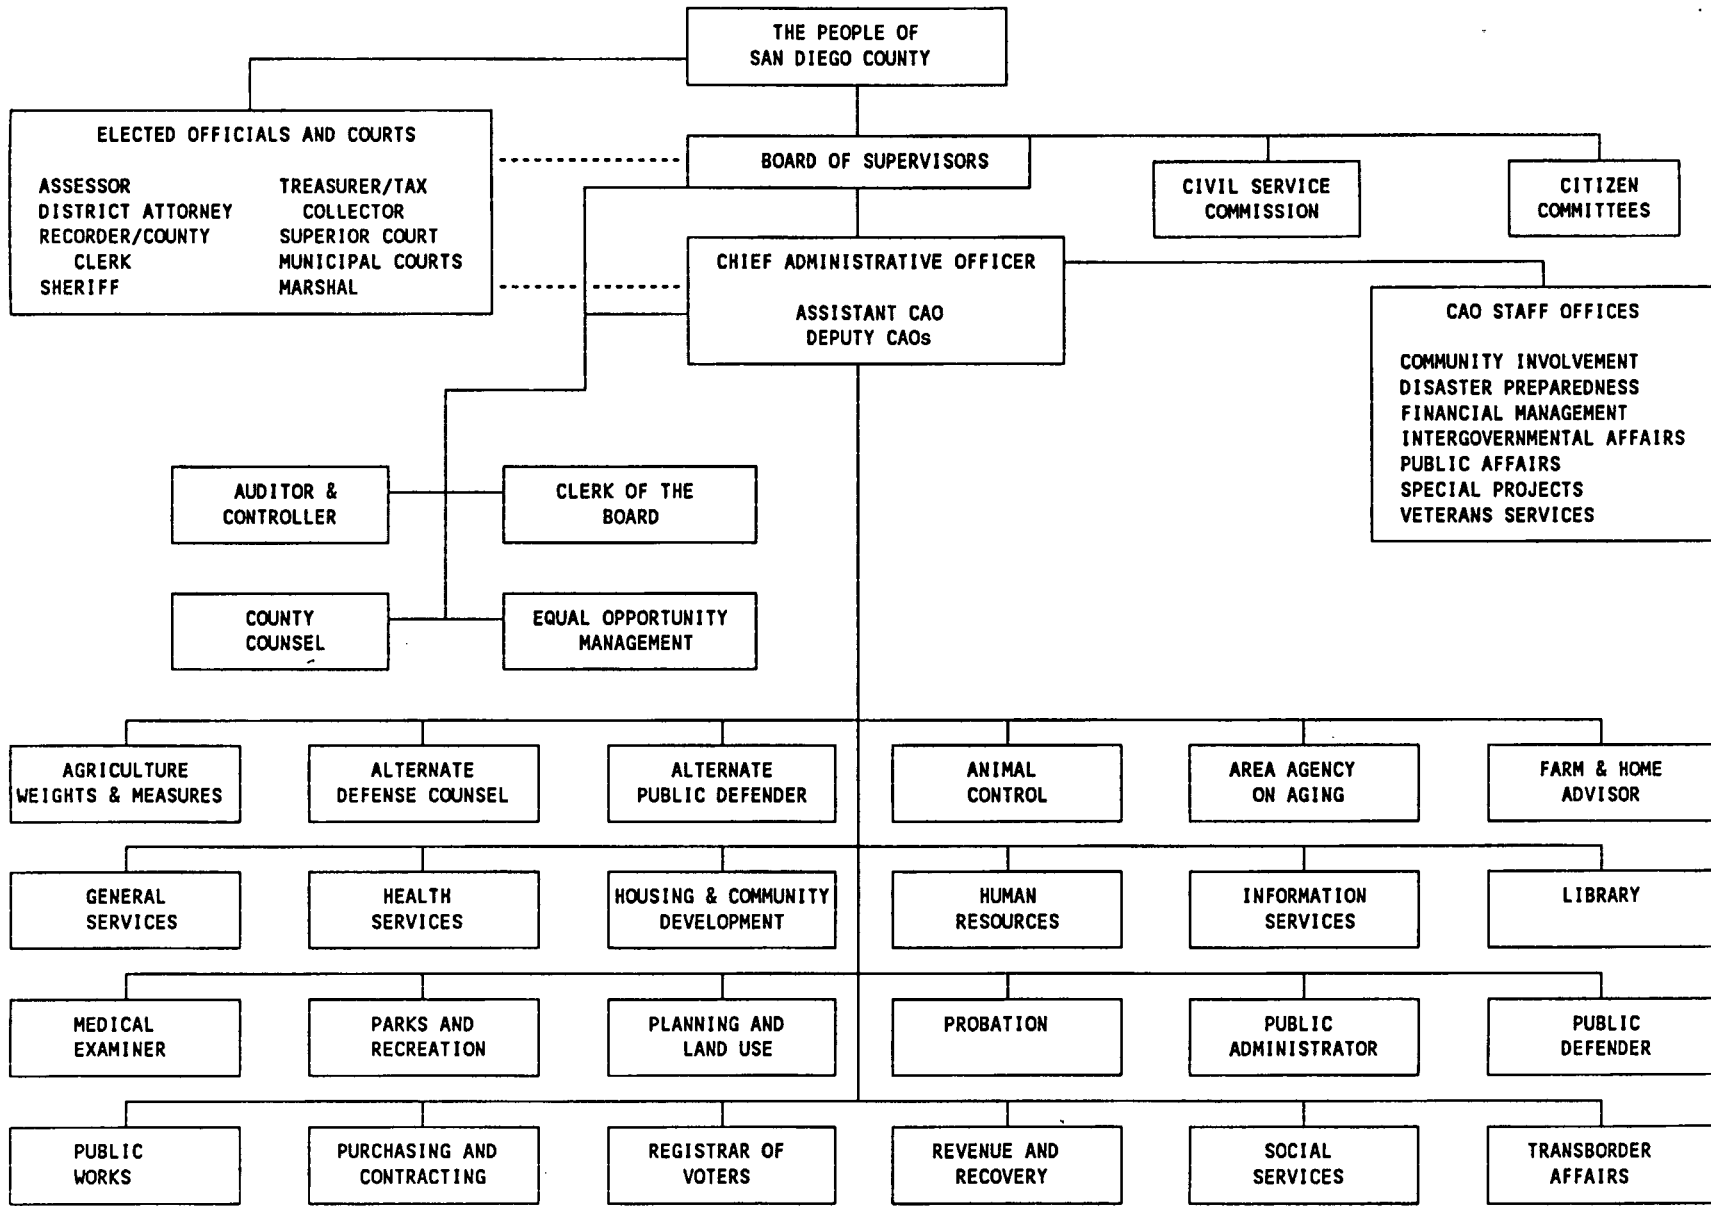 THE PEOPLE OF
SAN DIEGO COUNTY
ELECTED OFFICIALS AND COURTS
ASSESSOR
DISTRICT ATTORNEY
RECORDER/COUNTY
CLERK
SHERIFF
TREASURER/TAX
COLLECTOR
SUPERIOR COURT
MUNICIPAL COURTS
MARSHAL
BOARD OF SUPERVISORS
CIVIL SERVICE
COMMISSION
CITIZEN
COMMITTEES
CHIEF ADMINISTRATIVE OFFICER
ASSISTANT CAO
DEPUTY CAOs
CAO STAFF OFFICES
COMMUNITY INVOLVEMENT
DISASTER PREPAREDNESS
FINANCIAL MANAGEMENT
INTERGOVERNMENTAL AFFAIRS
PUBLIC AFFAIRS
SPECIAL PROJECTS
VETERANS SERVICES
AUDITOR &
CONTROLLER
CLERK OF THE
BOARD
COUNTY
COUNSEL
EQUAL OPPORTUNITY
MANAGEMENT
AGRICULTURE
WEIGHTS & MEASURES
ALTERNATE
DEFENSE COUNSEL
ALTERNATE
PUBLIC DEFENDER
ANIMAL
CONTROL
AREA AGENCY
ON AGING
FARM & HOME
ADVISOR
GENERAL
SERVICES
HEALTH
SERVICES
HOUSING & COMMUNITY
DEVELOPMENT
HUMAN
RESOURCES
INFORMATION
SERVICES
LIBRARY
MEDICAL
EXAMINER
PARKS AND
RECREATION
PLANNING AND
LAND USE
PROBATION
PUBLIC
ADMINISTRATOR
PUBLIC
DEFENDER
PUBLIC
WORKS
PURCHASING AND
CONTRACTING
REGISTRAR OF
VOTERS
REVENUE AND
RECOVERY
SOCIAL
SERVICES
TRANSBORDER
AFFAIRS